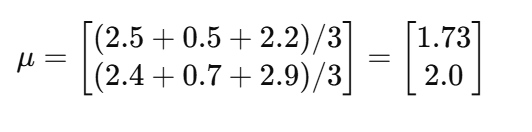 μ = [(2.5 + 0.5 + 2.2)/3] = [1.73]
[(2.4 + 0.7 + 2.9)/3] [2.0]